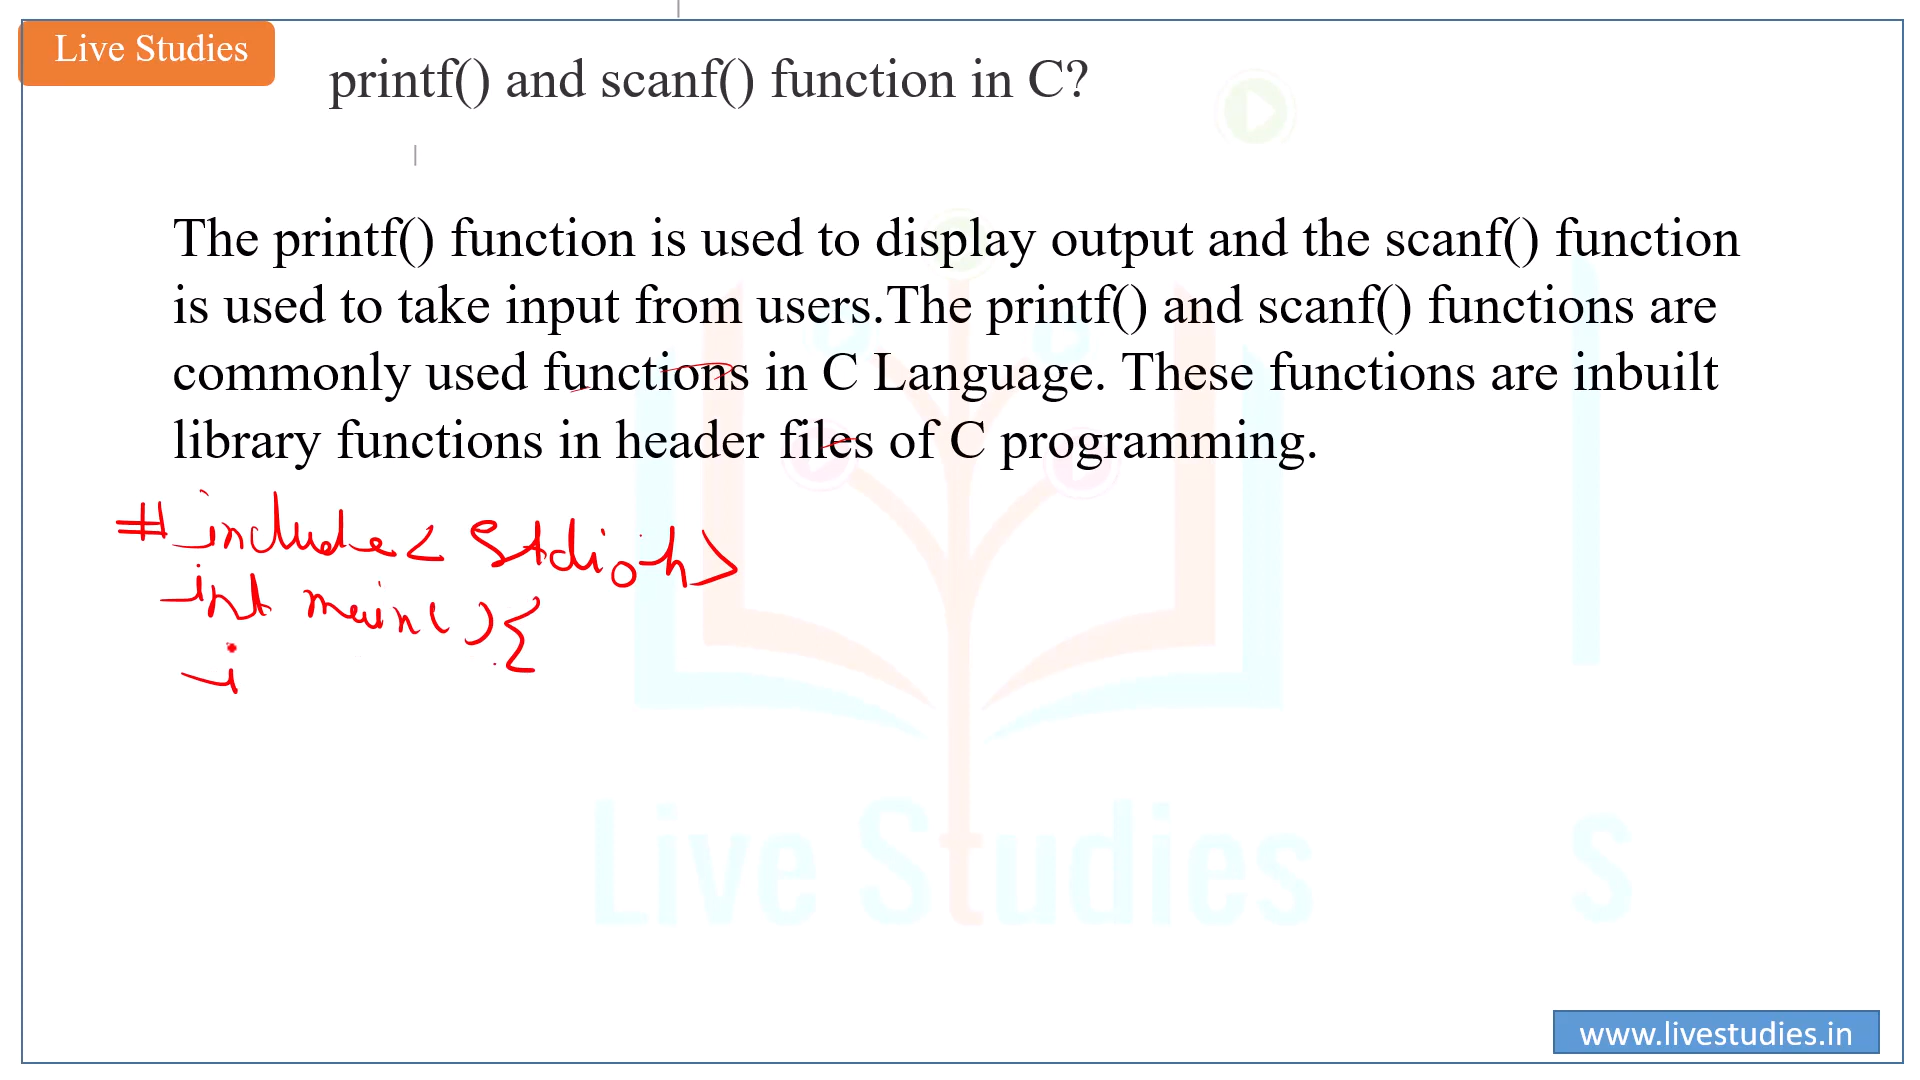 Live Studies
printf() and scanf() function in C?
The printf() function is used to display output and the scanf() function
is used to take input from users.The printf() and scanf() functions are
commonly used functions in C Language. These functions are inbuilt
library functions in header files of C programming.
#include< Stdio.h>
int main(){
i
Live Studies
S
www.livestudies.in